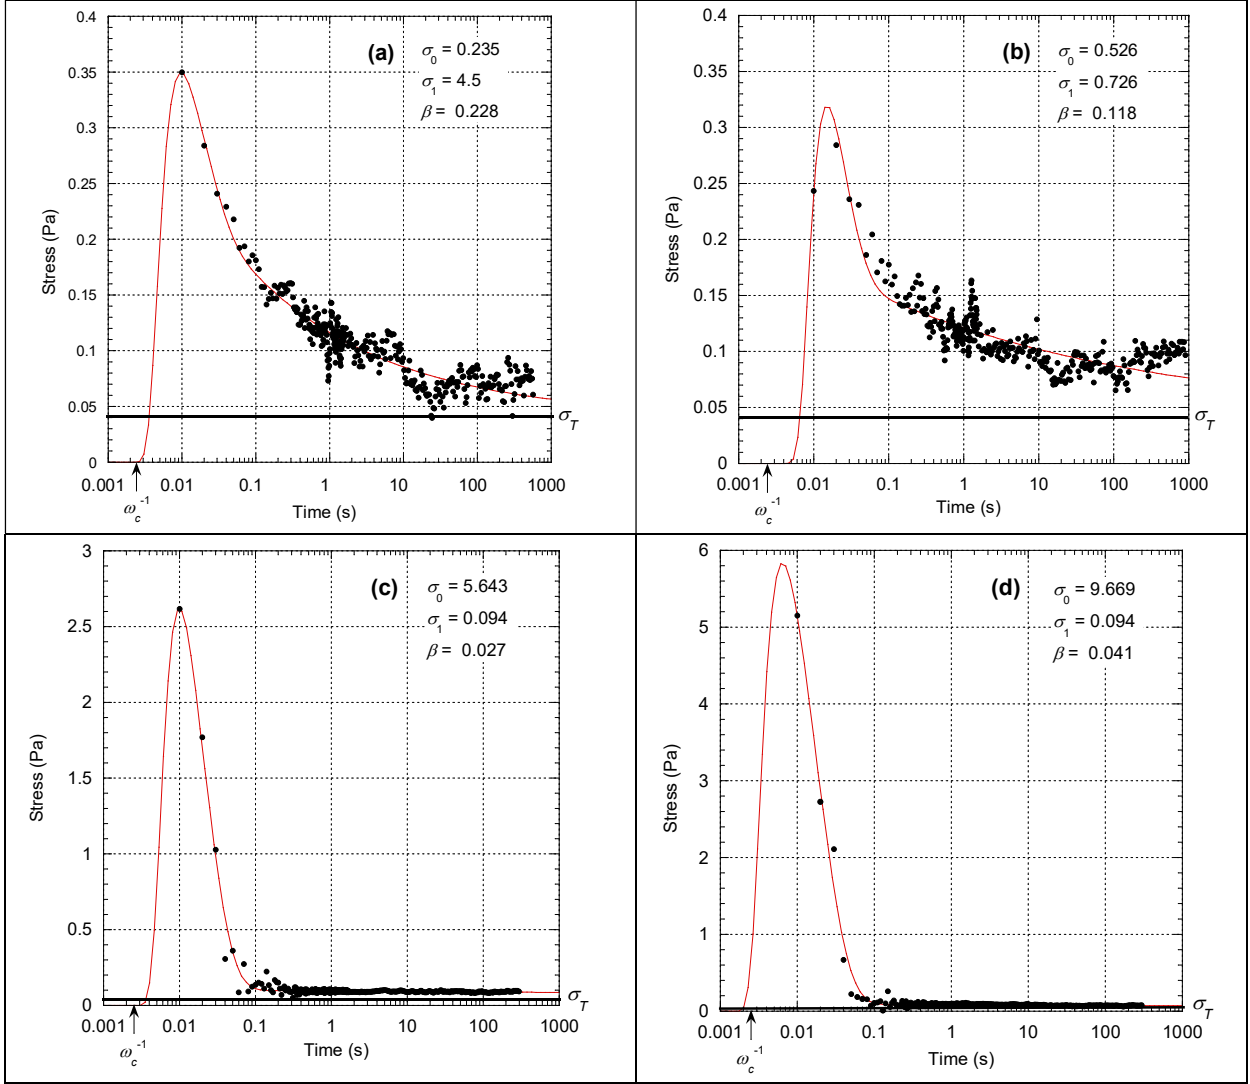 (a)
σ0 = 0.235
σ1 = 4.5
β = 0.228
0.4
0.35
0.3
0.25
0.2
0.15
0.1
0.05
0
Stress (Pa)
σT
0.001 0.01 0.1 1 10 100 1000
ωc-1
Time (s)
(b)
σ0 = 0.526
σ1 = 0.726
β = 0.118
0.4
0.35
0.3
0.25
0.2
0.15
0.1
0.05
0
Stress (Pa)
σT
0.001 0.01 0.1 1 10 100 1000
ωc-1
Time (s)
(c)
σ0 = 5.643
σ1 = 0.094
β = 0.027
3
2.5
2
1.5
1
0.5
0
Stress (Pa)
σT
0.001 0.01 0.1 1 10 100 1000
ωc-1
Time (s)
(d)
σ0 = 9.669
σ1 = 0.094
β = 0.041
6
5
4
3
2
1
0
Stress (Pa)
σT
0.001 0.01 0.1 1 10 100 1000
ωc-1
Time (s)